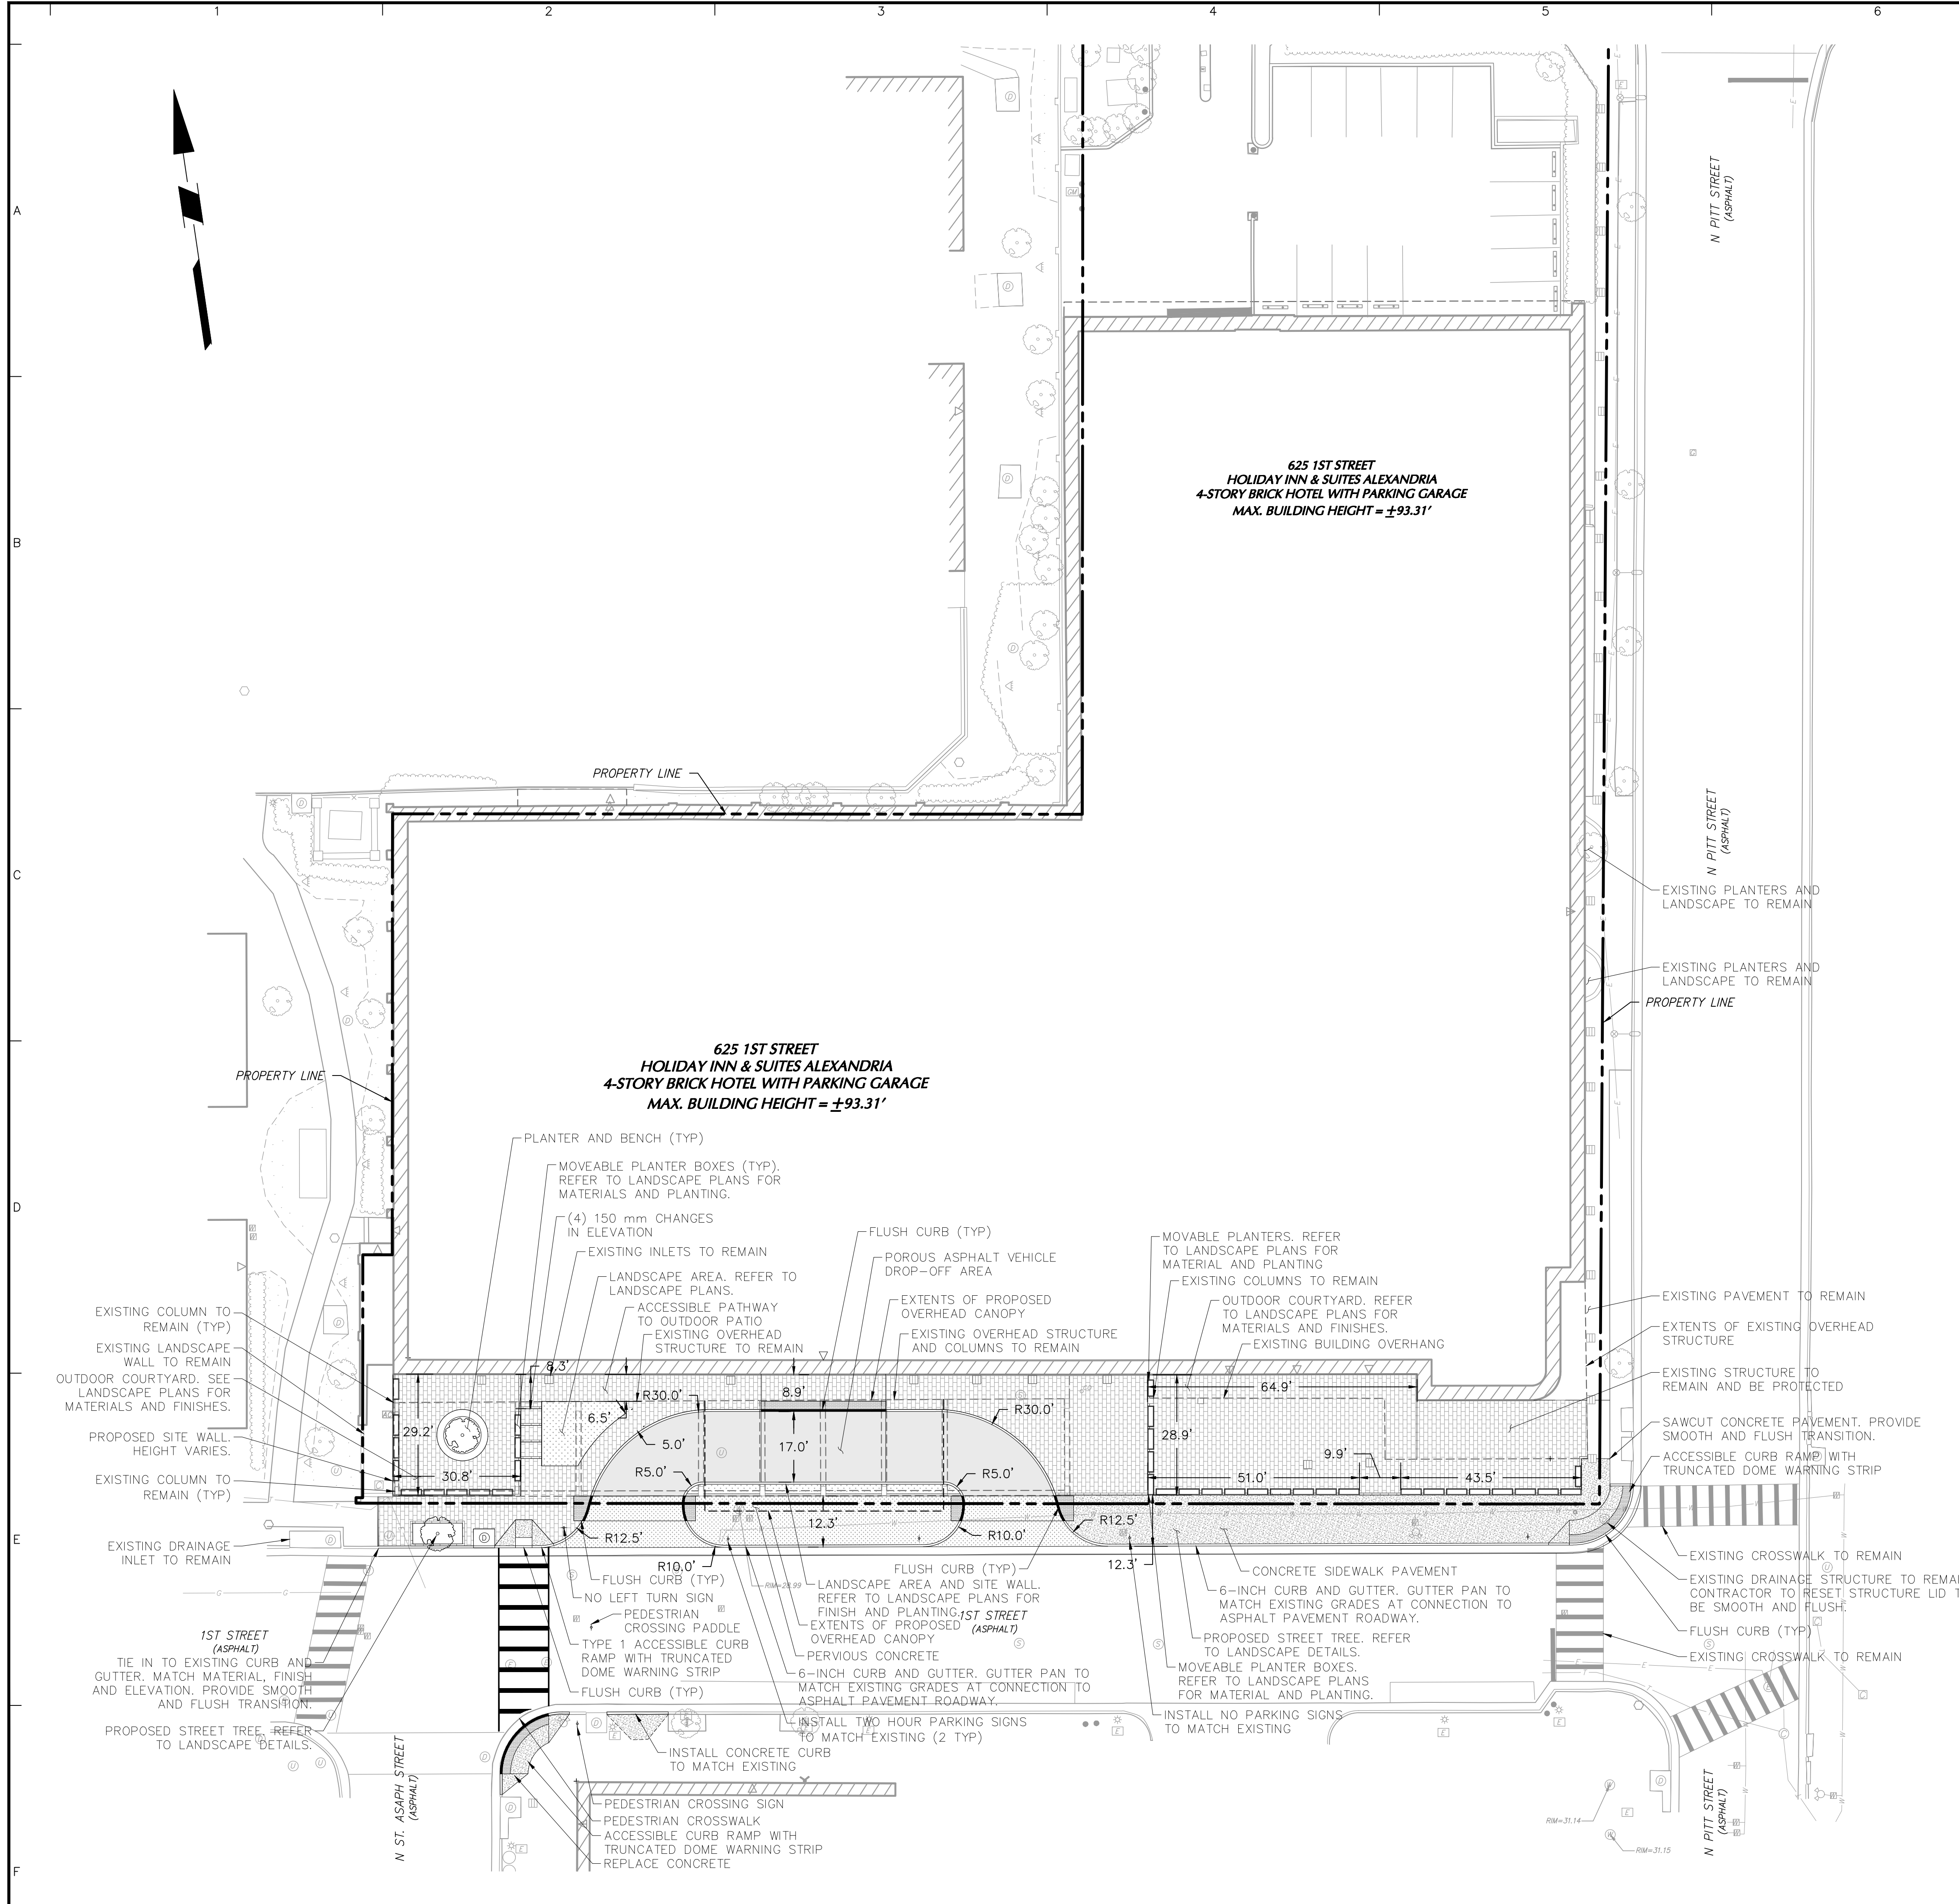 1 2 3 4 5 6
A
B
C
D
E
F
N PITT STREET
(ASPHALT)
GM
625 1ST STREET
HOLIDAY INN & SUITES ALEXANDRIA
4-STORY BRICK HOTEL WITH PARKING GARAGE
MAX. BUILDING HEIGHT = ±93.31'
PROPERTY LINE
N PITT STREET
(ASPHALT)
EXISTING PLANTERS AND
LANDSCAPE TO REMAIN
EXISTING PLANTERS AND
LANDSCAPE TO REMAIN
PROPERTY LINE
625 1ST STREET
HOLIDAY INN & SUITES ALEXANDRIA
4-STORY BRICK HOTEL WITH PARKING GARAGE
MAX. BUILDING HEIGHT = ±93.31'
PROPERTY LINE
PLANTER AND BENCH (TYP)
MOVEABLE PLANTER BOXES (TYP).
REFER TO LANDSCAPE PLANS FOR
MATERIALS AND PLANTING.
(4) 150 mm CHANGES
IN ELEVATION
EXISTING INLETS TO REMAIN
LANDSCAPE AREA. REFER TO
LANDSCAPE PLANS.
ACCESSIBLE PATHWAY
TO OUTDOOR PATIO
EXISTING OVERHEAD
STRUCTURE TO REMAIN
FLUSH CURB (TYP)
POROUS ASPHALT VEHICLE
DROP-OFF AREA
EXTENTS OF PROPOSED
OVERHEAD CANOPY
EXISTING OVERHEAD STRUCTURE
AND COLUMNS TO REMAIN
MOVABLE PLANTERS. REFER
TO LANDSCAPE PLANS FOR
MATERIAL AND PLANTING
EXISTING COLUMNS TO REMAIN
OUTDOOR COURTYARD. REFER
TO LANDSCAPE PLANS FOR
MATERIALS AND FINISHES.
EXISTING BUILDING OVERHANG
EXISTING PAVEMENT TO REMAIN
EXTENTS OF EXISTING OVERHEAD
STRUCTURE
EXISTING STRUCTURE TO
REMAIN AND BE PROTECTED
SAWCUT CONCRETE PAVEMENT. PROVIDE
SMOOTH AND FLUSH TRANSITION.
ACCESSIBLE CURB RAMP WITH
TRUNCATED DOME WARNING STRIP
EXISTING COLUMN TO
REMAIN (TYP)
EXISTING LANDSCAPE
WALL TO REMAIN
OUTDOOR COURTYARD. SEE
LANDSCAPE PLANS FOR
MATERIALS AND FINISHES.
PROPOSED SITE WALL.
HEIGHT VARIES.
EXISTING COLUMN TO
REMAIN (TYP)
EXISTING DRAINAGE
INLET TO REMAIN
8.3'
29.2'
30.8'
6.5'
R30.0'
5.0'
8.9'
17.0'
R30.0'
R5.0'
R5.0'
12.3'
R12.5'
R10.0'
R10.0'
R12.5'
12.3'
64.9'
28.9'
9.9'
51.0'
43.5'
FLUSH CURB (TYP)
NO LEFT TURN SIGN
PEDESTRIAN
CROSSING PADDLE
TYPE 1 ACCESSIBLE CURB
RAMP WITH TRUNCATED
DOME WARNING STRIP
FLUSH CURB (TYP)
RIM=28.99
FLUSH CURB (TYP)
LANDSCAPE AREA AND SITE WALL.
REFER TO LANDSCAPE PLANS FOR
FINISH AND PLANTING.
EXTENTS OF PROPOSED
OVERHEAD CANOPY
PERVIOUS CONCRETE
6-INCH CURB AND GUTTER. GUTTER PAN TO
MATCH EXISTING GRADES AT CONNECTION TO
ASPHALT PAVEMENT ROADWAY.
INSTALL TWO HOUR PARKING SIGNS
TO MATCH EXISTING (2 TYP)
INSTALL CONCRETE CURB
TO MATCH EXISTING
1ST STREET
(ASPHALT)
CONCRETE SIDEWALK PAVEMENT
6-INCH CURB AND GUTTER. GUTTER PAN TO
MATCH EXISTING GRADES AT CONNECTION TO
ASPHALT PAVEMENT ROADWAY.
PROPOSED STREET TREE. REFER
TO LANDSCAPE DETAILS.
MOVEABLE PLANTER BOXES.
REFER TO LANDSCAPE PLANS
FOR MATERIAL AND PLANTING.
INSTALL NO PARKING SIGNS
TO MATCH EXISTING
EXISTING CROSSWALK TO REMAIN
EXISTING DRAINAGE STRUCTURE TO REMAI
CONTRACTOR TO RESET STRUCTURE LID T
BE SMOOTH AND FLUSH.
FLUSH CURB (TYP)
EXISTING CROSSWALK TO REMAIN
1ST STREET
(ASPHALT)
TIE IN TO EXISTING CURB AND
GUTTER. MATCH MATERIAL, FINISH
AND ELEVATION. PROVIDE SMOOTH
AND FLUSH TRANSITION.
PROPOSED STREET TREE. REFER
TO LANDSCAPE DETAILS.
N ST. ASAPH STREET
(ASPHALT)
PEDESTRIAN CROSSING SIGN
PEDESTRIAN CROSSWALK
ACCESSIBLE CURB RAMP WITH
TRUNCATED DOME WARNING STRIP
REPLACE CONCRETE
RIM=31.14
RIM=31.15
N PITT STREET
(ASPHALT)